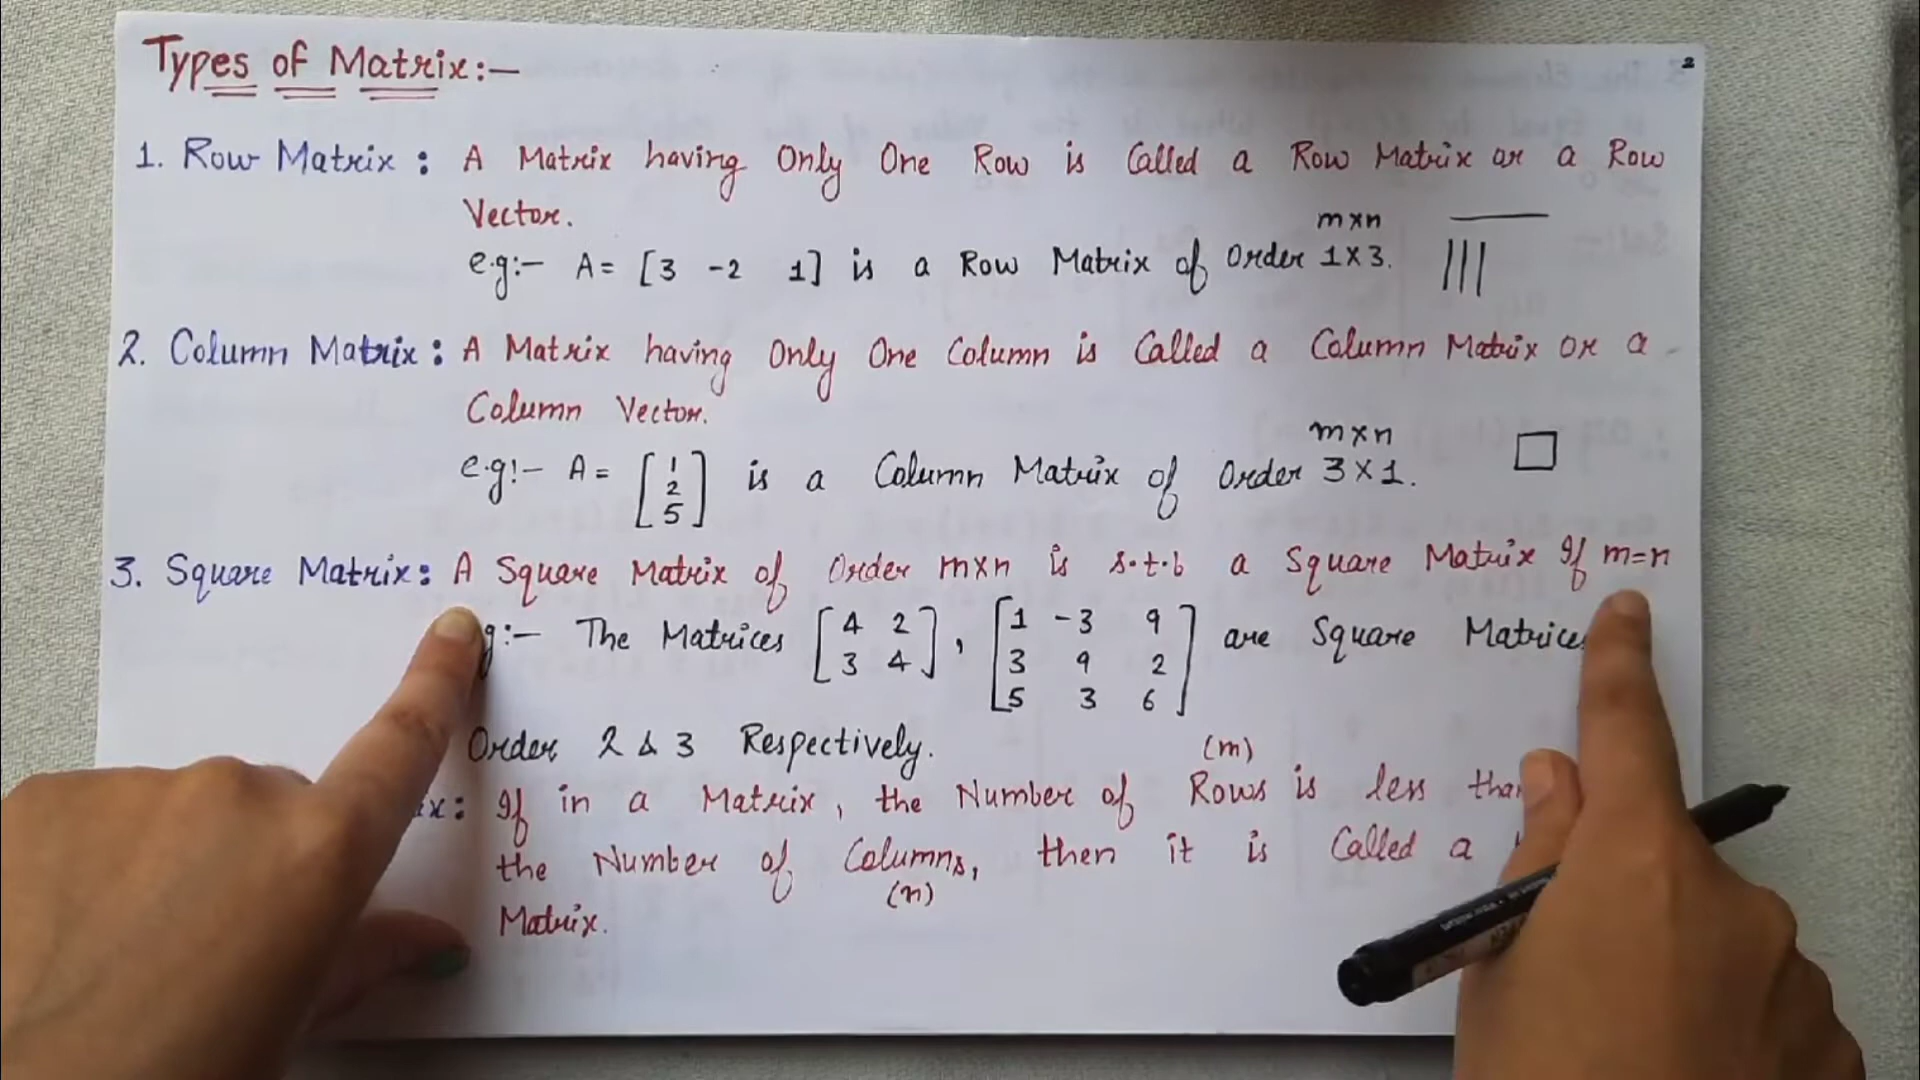 Types of Matrix:-
2
1. Row Matrix : A Matrix having Only One Row is Called a Row Matrix or a Row
Vector.
m×n
e.g:- A= [3 -2 1] is a Row Matrix of Order 1×3.
2. Column Matrix : A Matrix having Only One Column is Called a Column Matrix or a
Column Vector.
m×n
e.g:- A= [1 2 5] is a Column Matrix of Order 3×1.
3. Square Matrix: A Square Matrix of Order m×n is s.t.b a Square Matrix If m=n
g:- The Matrices [4 2
3 4], [1 -3 9
3 9 2
5 3 6] are Square Matrices
Order 2 & 3 Respectively.
(m)
ix: If in a Matrix, the Number of Rows is less than
the Number of Columns, then it is Called a
(n)
Matrix.